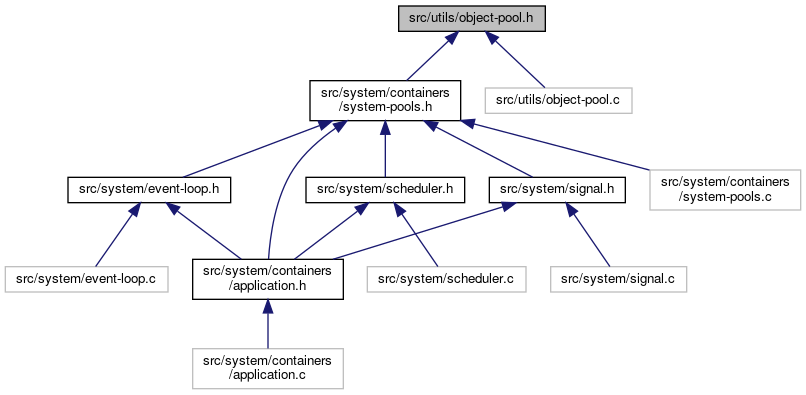 src/utils/object-pool.h
src/system/containers
/system-pools.h
src/utils/object-pool.c
src/system/event-loop.h
src/system/scheduler.h
src/system/signal.h
src/system/containers
/system-pools.c
src/system/event-loop.c
src/system/containers
/application.h
src/system/scheduler.c
src/system/signal.c
src/system/containers
/application.c